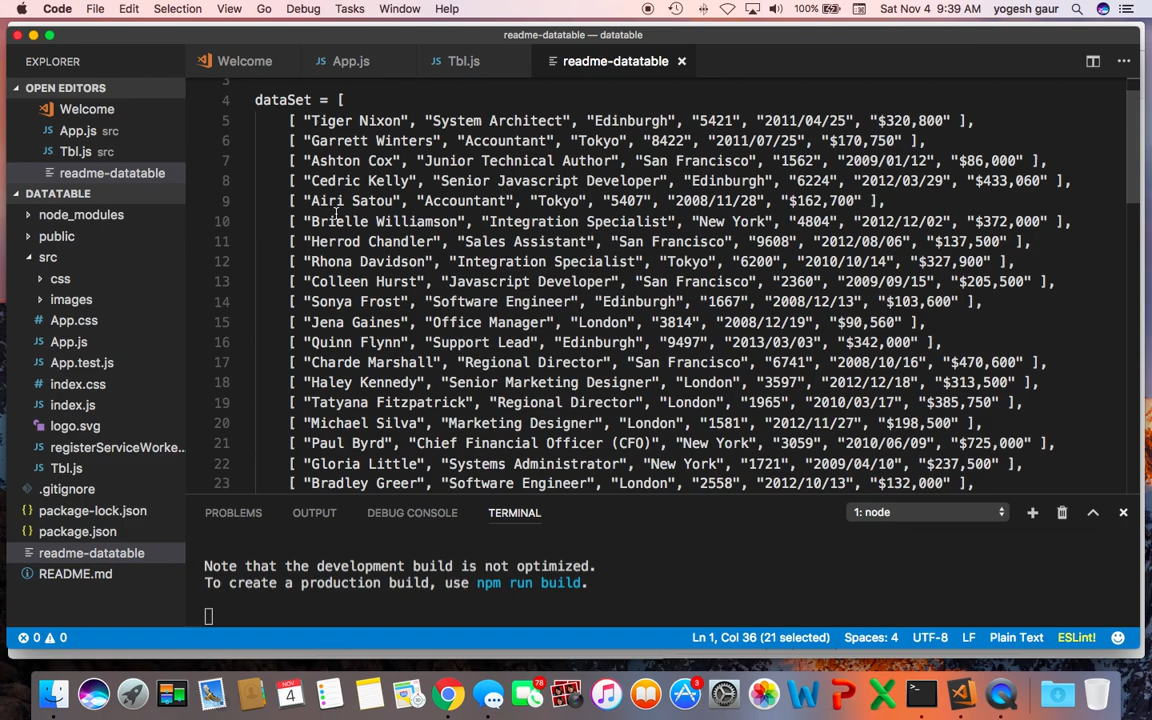 Code File Edit Selection View Go Debug Tasks Window Help 100% Sat Nov 4 9:39 AM yogesh gaur
readme-datatable — datatable
EXPLORER
OPEN EDITORS
Welcome
App.js src
Tbl.js src
readme-datatable
DATATABLE
node_modules
public
src
css
images
App.css
App.js
App.test.js
index.css
index.js
logo.svg
registerServiceWorke...
Tbl.js
.gitignore
package-lock.json
package.json
readme-datatable
README.md
Welcome App.js Tbl.js readme-datatable
3
4 dataSet = [
5 [ "Tiger Nixon", "System Architect", "Edinburgh", "5421", "2011/04/25", "$320,800" ],
6 [ "Garrett Winters", "Accountant", "Tokyo", "8422", "2011/07/25", "$170,750" ],
7 [ "Ashton Cox", "Junior Technical Author", "San Francisco", "1562", "2009/01/12", "$86,000" ],
8 [ "Cedric Kelly", "Senior Javascript Developer", "Edinburgh", "6224", "2012/03/29", "$433,060" ],
9 [ "Airi Satou", "Accountant", "Tokyo", "5407", "2008/11/28", "$162,700" ],
10 [ "Brielle Williamson", "Integration Specialist", "New York", "4804", "2012/12/02", "$372,000" ],
11 [ "Herrod Chandler", "Sales Assistant", "San Francisco", "9608", "2012/08/06", "$137,500" ],
12 [ "Rhona Davidson", "Integration Specialist", "Tokyo", "6200", "2010/10/14", "$327,900" ],
13 [ "Colleen Hurst", "Javascript Developer", "San Francisco", "2360", "2009/09/15", "$205,500" ],
14 [ "Sonya Frost", "Software Engineer", "Edinburgh", "1667", "2008/12/13", "$103,600" ],
15 [ "Jena Gaines", "Office Manager", "London", "3814", "2008/12/19", "$90,560" ],
16 [ "Quinn Flynn", "Support Lead", "Edinburgh", "9497", "2013/03/03", "$342,000" ],
17 [ "Charde Marshall", "Regional Director", "San Francisco", "6741", "2008/10/16", "$470,600" ],
18 [ "Haley Kennedy", "Senior Marketing Designer", "London", "3597", "2012/12/18", "$313,500" ],
19 [ "Tatyana Fitzpatrick", "Regional Director", "London", "1965", "2010/03/17", "$385,750" ],
20 [ "Michael Silva", "Marketing Designer", "London", "1581", "2012/11/27", "$198,500" ],
21 [ "Paul Byrd", "Chief Financial Officer (CFO)", "New York", "3059", "2010/06/09", "$725,000" ],
22 [ "Gloria Little", "Systems Administrator", "New York", "1721", "2009/04/10", "$237,500" ],
23 [ "Bradley Greer", "Software Engineer", "London", "2558", "2012/10/13", "$132,000" ],
PROBLEMS OUTPUT DEBUG CONSOLE TERMINAL 1: node
Note that the development build is not optimized.
To create a production build, use npm run build.
0 0 Ln 1, Col 36 (21 selected) Spaces: 4 UTF-8 LF Plain Text ESLint!
NOV 4 78 3